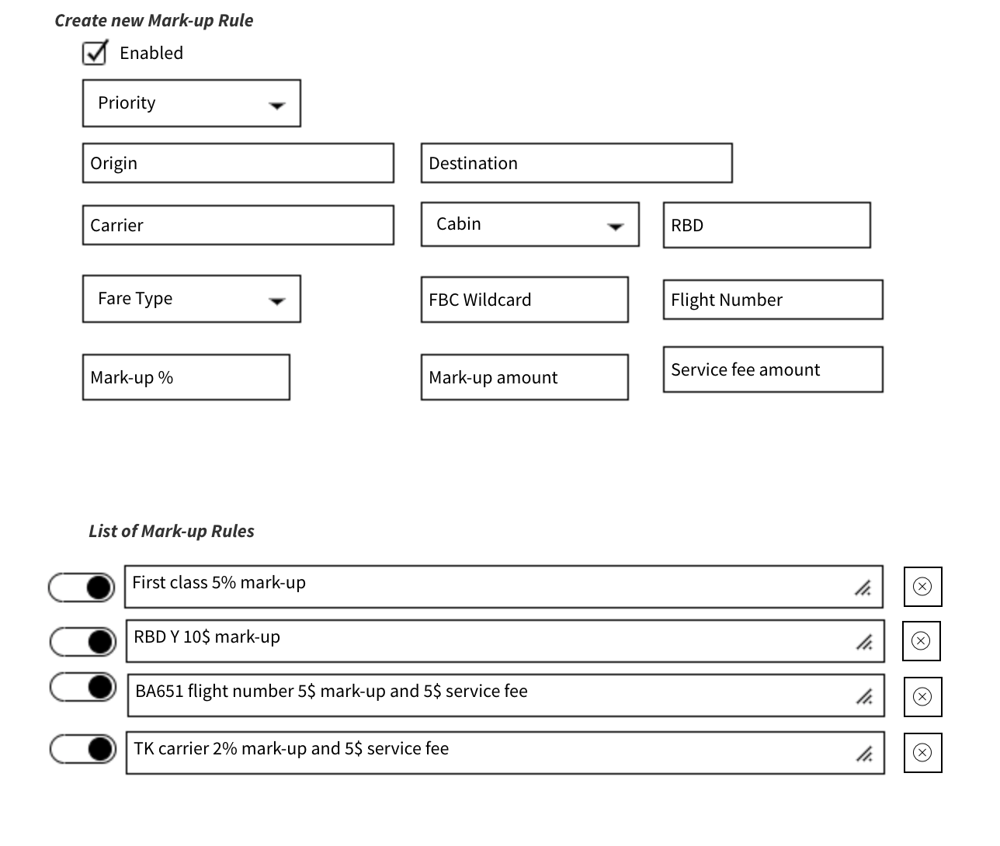 Create new Mark-up Rule
Enabled
Priority
Origin
Destination
Carrier
Cabin
RBD
Fare Type
FBC Wildcard
Flight Number
Mark-up %
Mark-up amount
Service fee amount
List of Mark-up Rules
First class 5% mark-up
RBD Y 10$ mark-up
BA651 flight number 5$ mark-up and 5$ service fee
TK carrier 2% mark-up and 5$ service fee